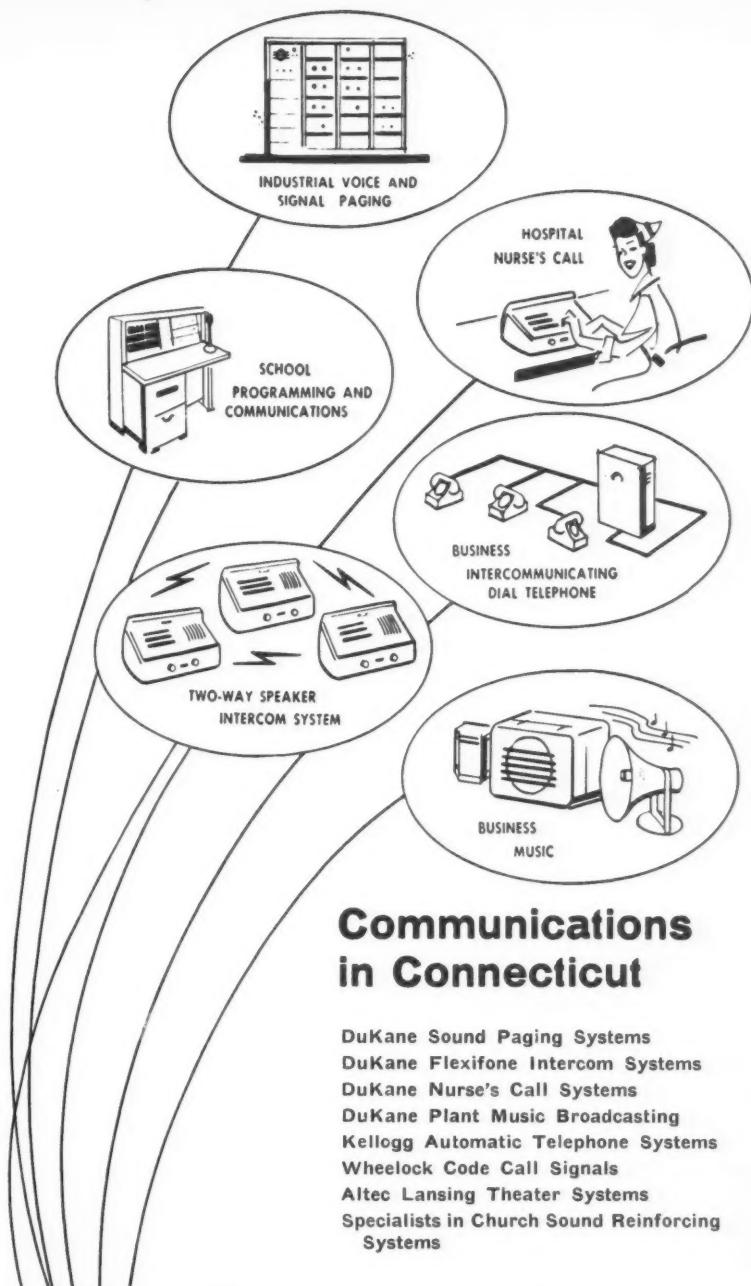 INDUSTRIAL VOICE AND
SIGNAL PAGING
HOSPITAL
NURSE'S CALL
SCHOOL
PROGRAMMING AND
COMMUNICATIONS
BUSINESS
INTERCOMMUNICATING
DIAL TELEPHONE
TWO-WAY SPEAKER
INTERCOM SYSTEM
BUSINESS
MUSIC
Communications
in Connecticut
DuKane Sound Paging Systems
DuKane Flexifone Intercom Systems
DuKane Nurse's Call Systems
DuKane Plant Music Broadcasting
Kellogg Automatic Telephone Systems
Wheelock Code Call Signals
Altec Lansing Theater Systems
Specialists in Church Sound Reinforcing
Systems